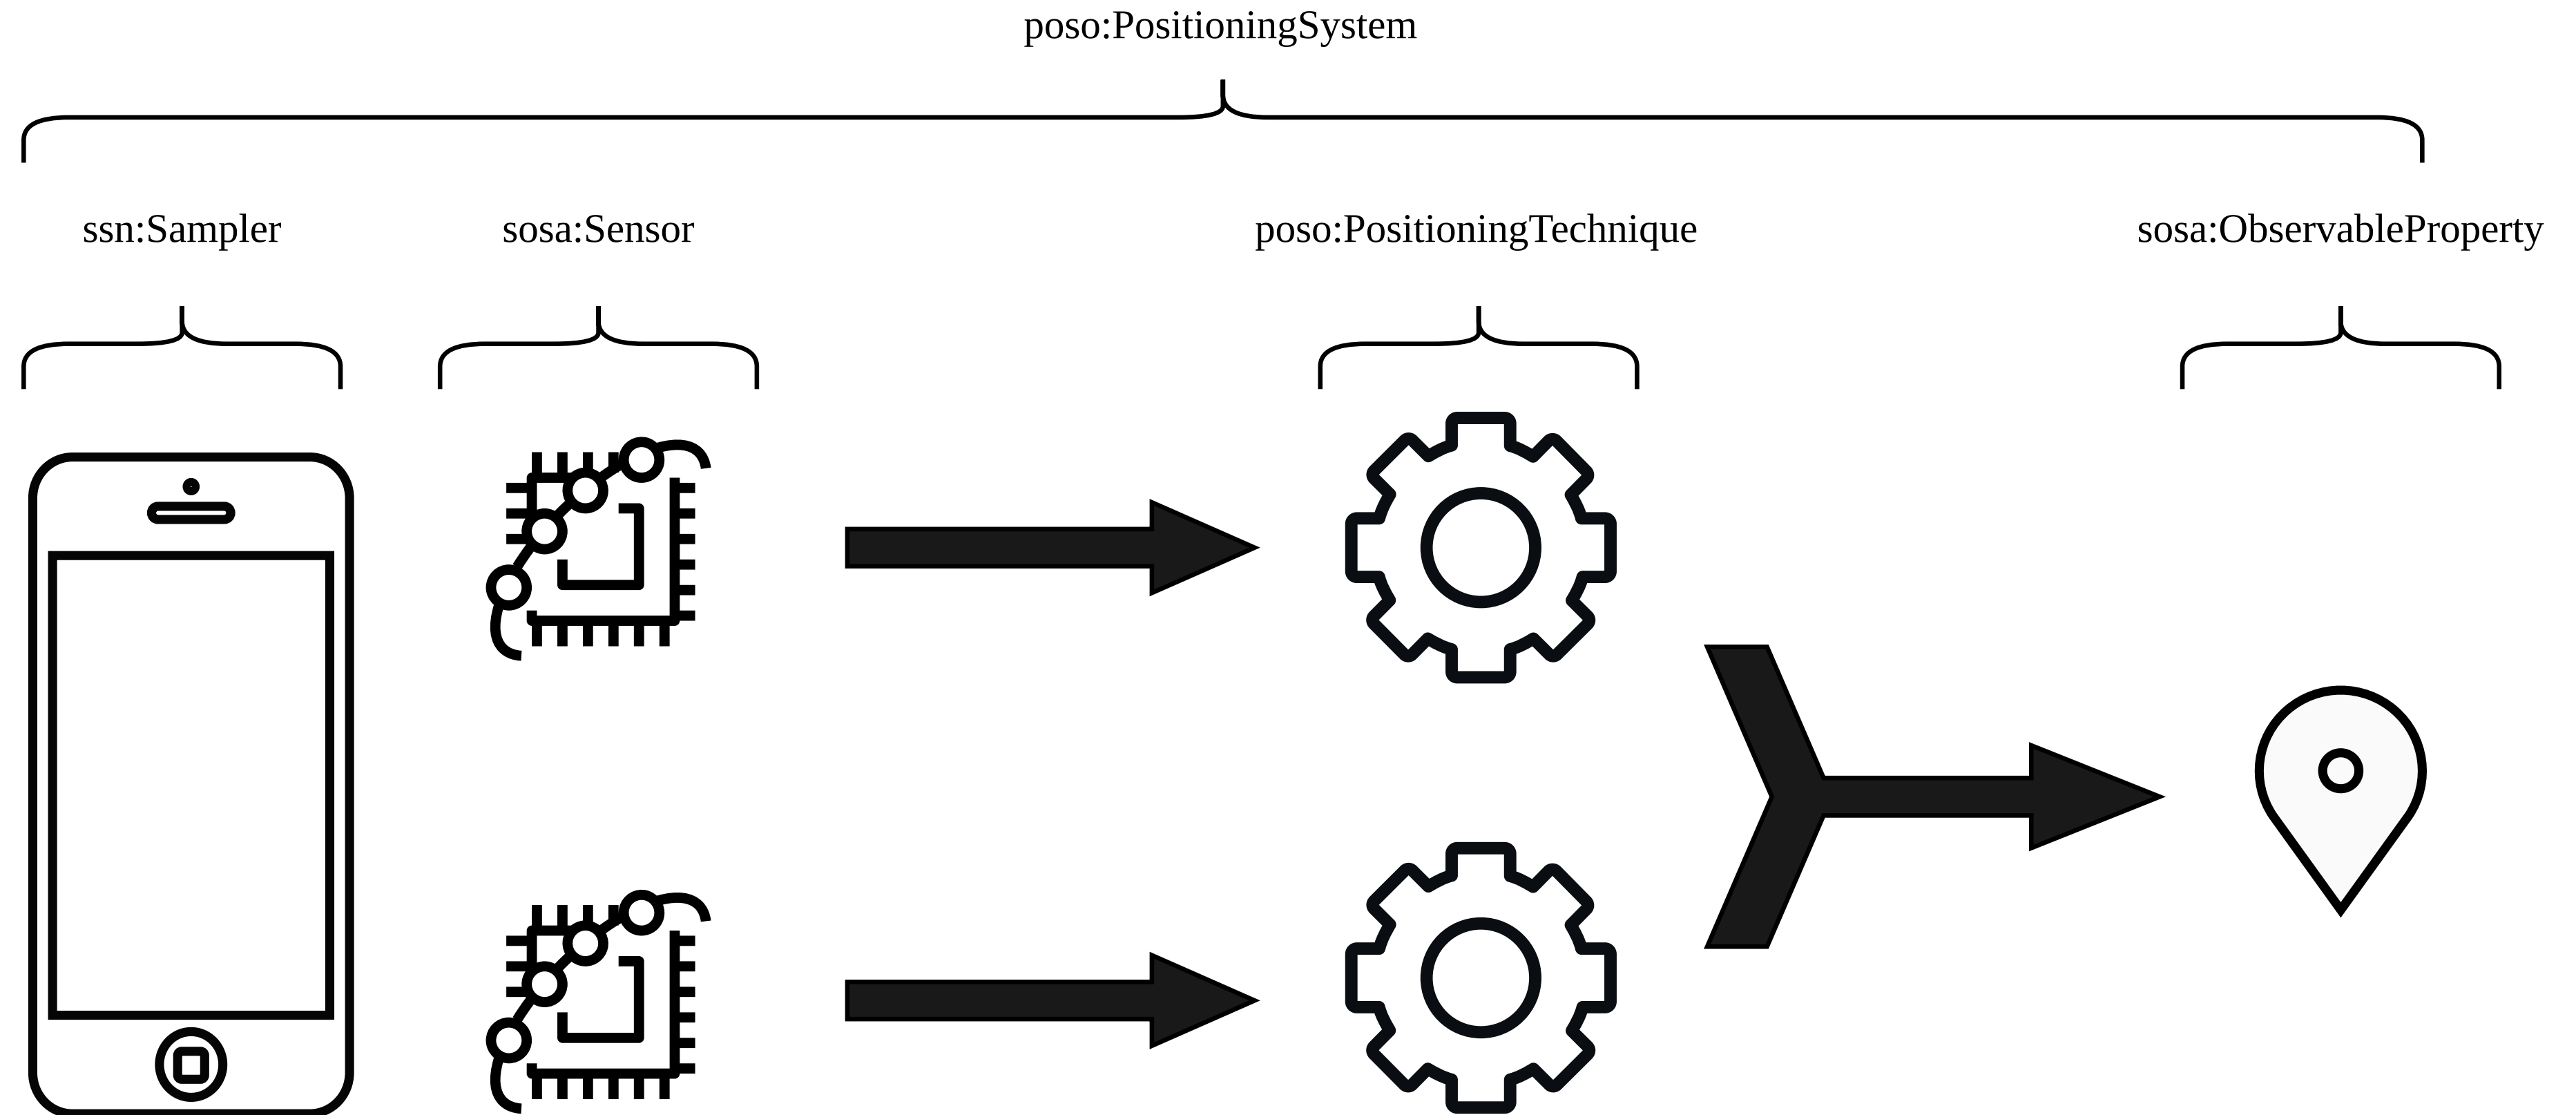 poso:PositioningSystem
ssn:Sampler
sosa:Sensor
poso:PositioningTechnique
sosa:ObservableProperty